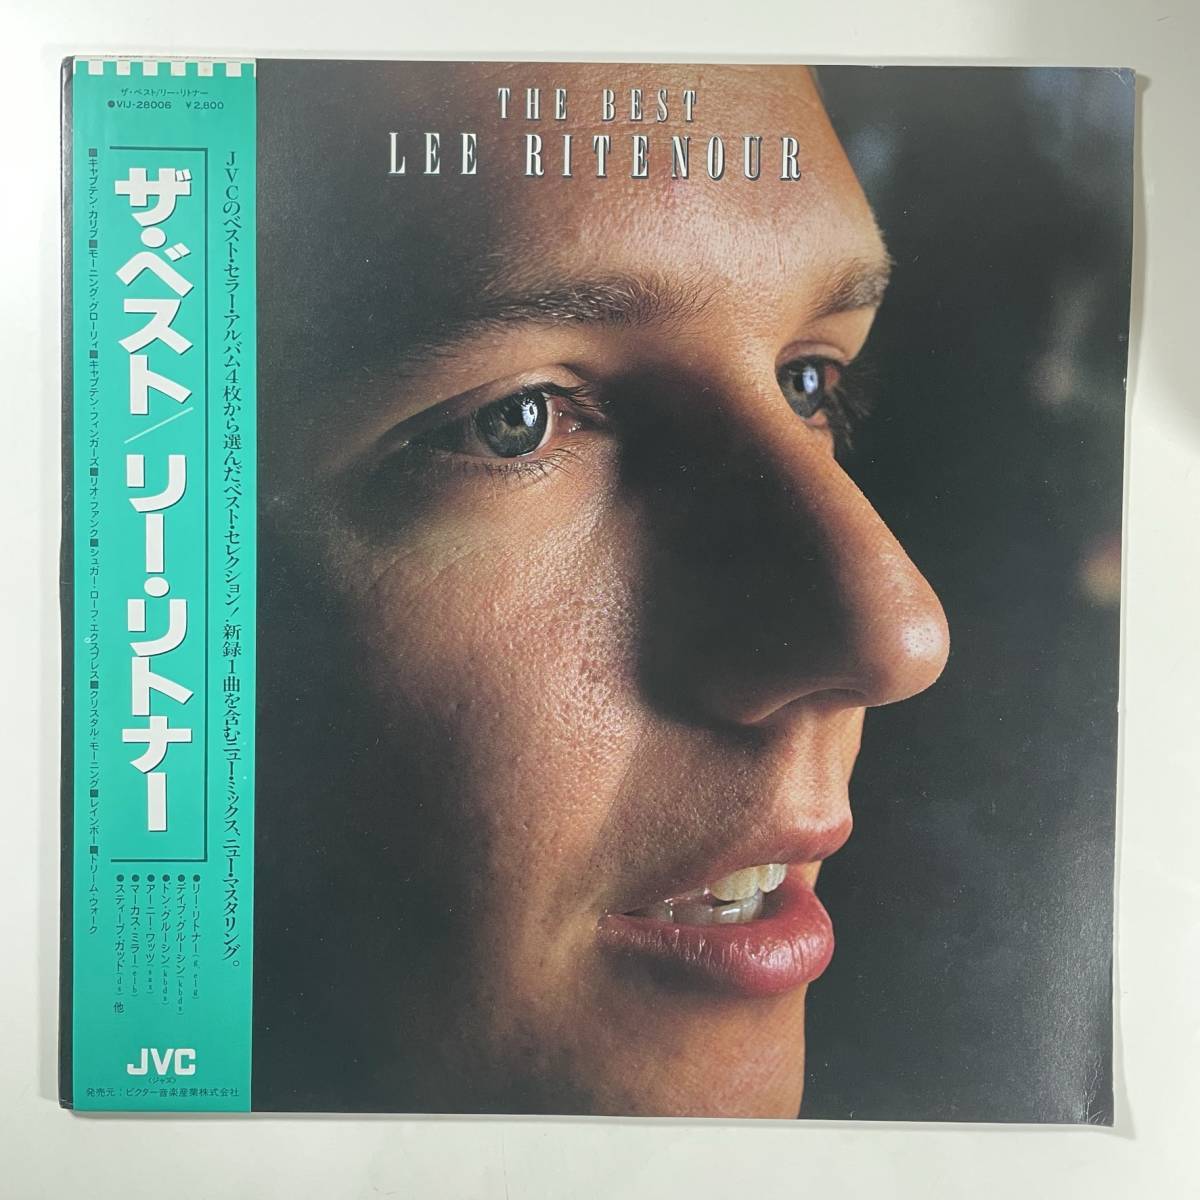 ザ・ベスト/リー・リトナー
●VIJ-28006 ¥2,800
THE BEST
LEE RITENOUR
JVCのベスト・セラー・アルバム4枚から選んだベスト・セレクション!新録1曲を含むニュー・ミックス、ニュー・マスタリング。
ザ・ベスト/リー・リトナー
■キャプテン・カリブ■モーニング・グローリィ■キャプテン・フィンガーズ■リオ・ファンク■シュガー・ローフ・エクスプレス■クリスタル・モーニング■レインボー■ドリーム・ウォーク
●リー・リトナー(g, elg)
●デイブ・グルーシン(kbds)
●ドン・グルーシン(kbds)
●アーニー・ワッツ(sax)
●マーカス・ミラー(elb)
●スティーブ・ガッド(ds) 他
JVC
〈ジャズ〉
発売元:ビクター音楽産業株式会社